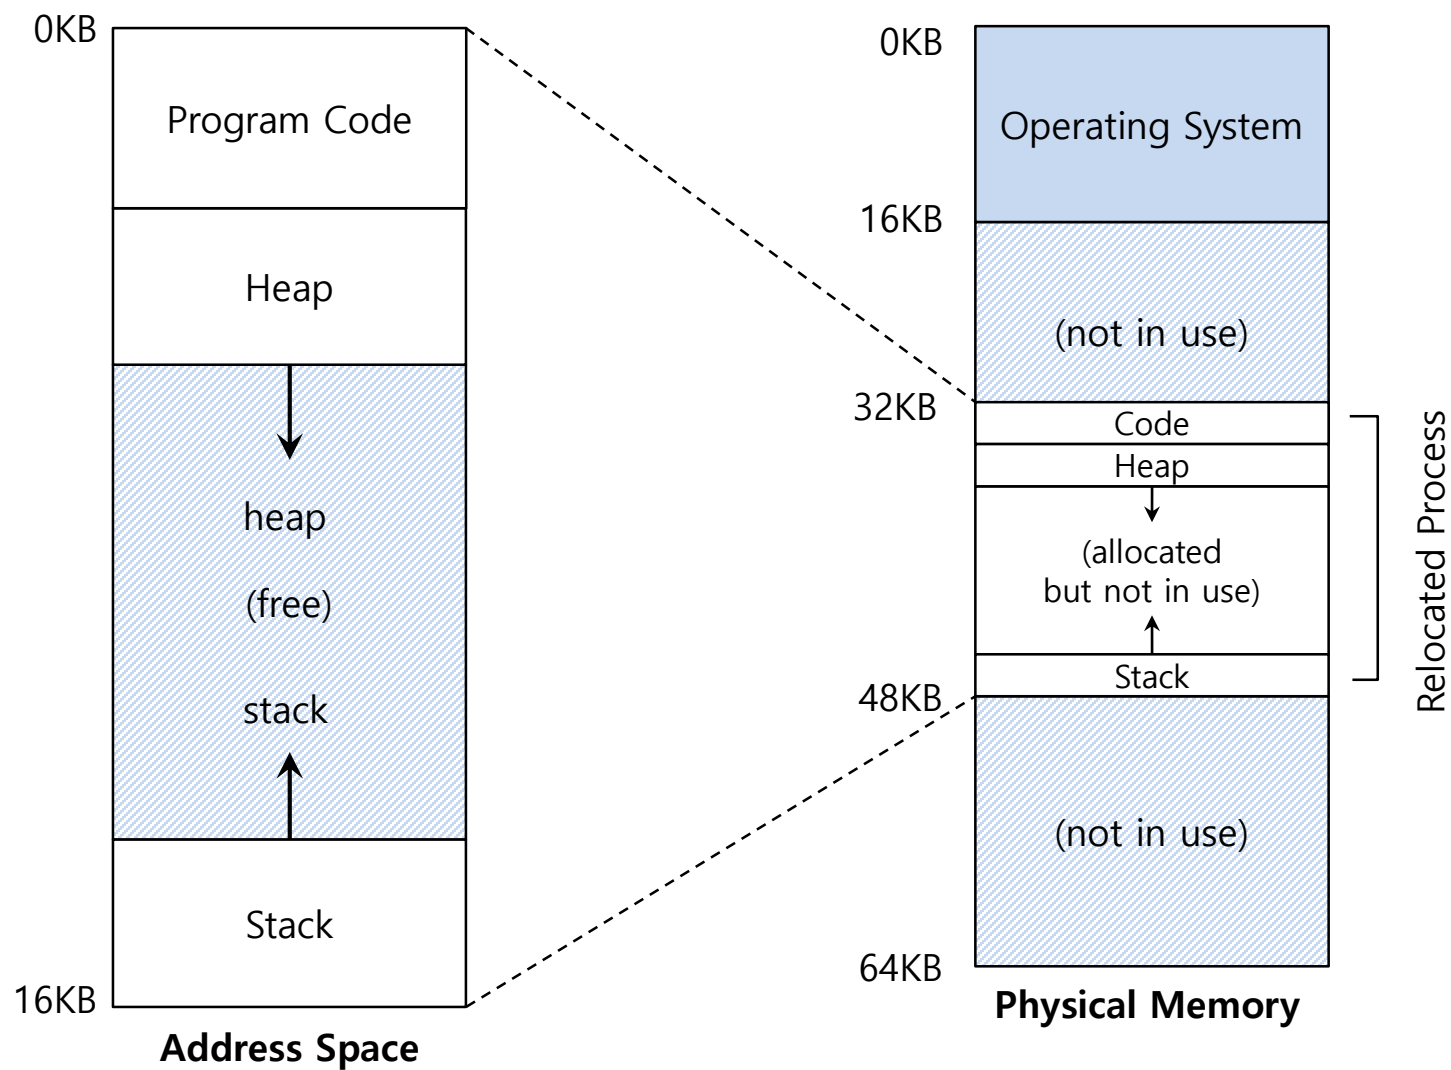 0KB
Program Code
Heap
heap
(free)
stack
Stack
16KB
Address Space
0KB
Operating System
16KB
(not in use)
32KB
Code
Heap
(allocated
but not in use)
Stack
48KB
(not in use)
64KB
Physical Memory
Relocated Process